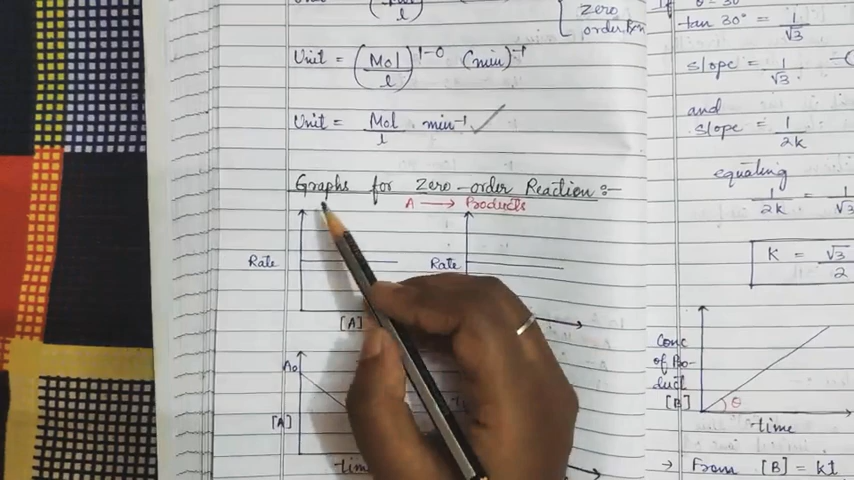 zero
order Rxn
Unit = (Mol/l)^1-0 (min)^-1
Unit = Mol/l min^-1 ✓
Graphs for Zero-order Reaction :-
A → Products
Rate
[A]
Rate
A₀
[A]
tim
tan 30° = 1/√3
slope = 1/√3
and
slope = 1/2k
equating
1/2k = 1/√3
K = √3/2
Conc
of Pro-
duct
[B]
θ
time
→ From [B] = kt